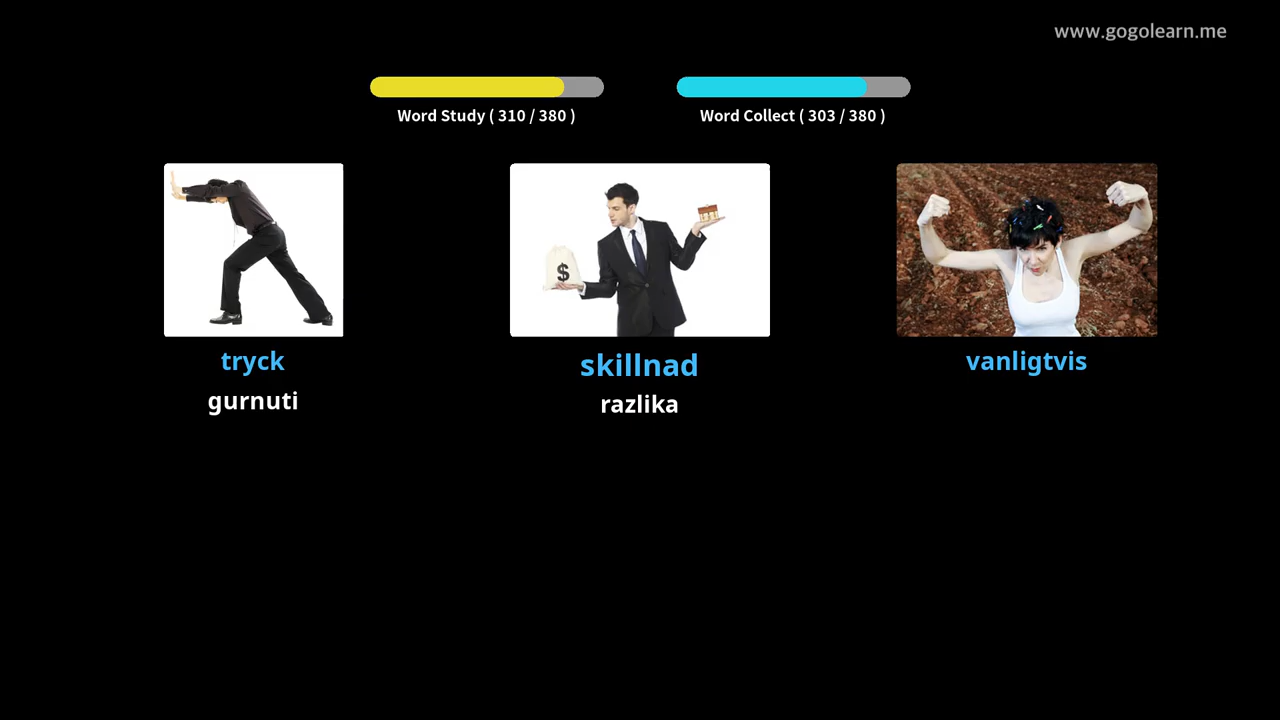 www.gogolearn.me
Word Study ( 310 / 380 )
Word Collect ( 303 / 380 )
$
tryck
skillnad
vanligtvis
gurnuti
razlika